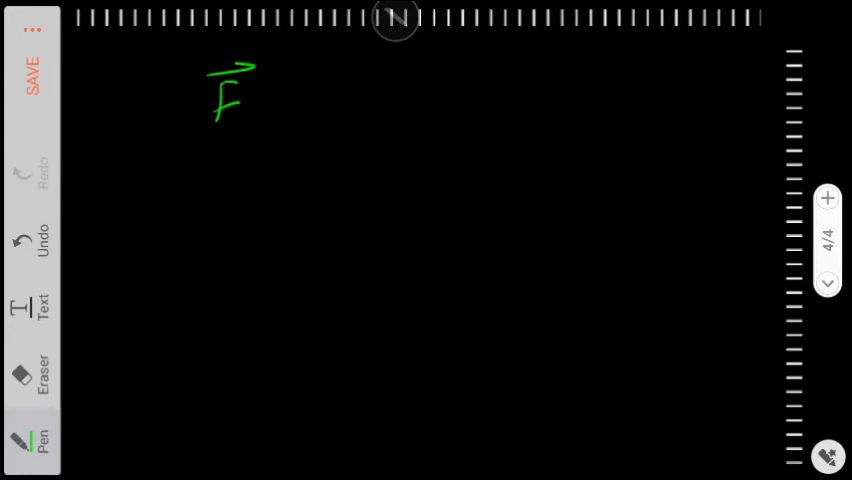 F
SAVE
Redo
Undo
Text
Eraser
Pen
4/4